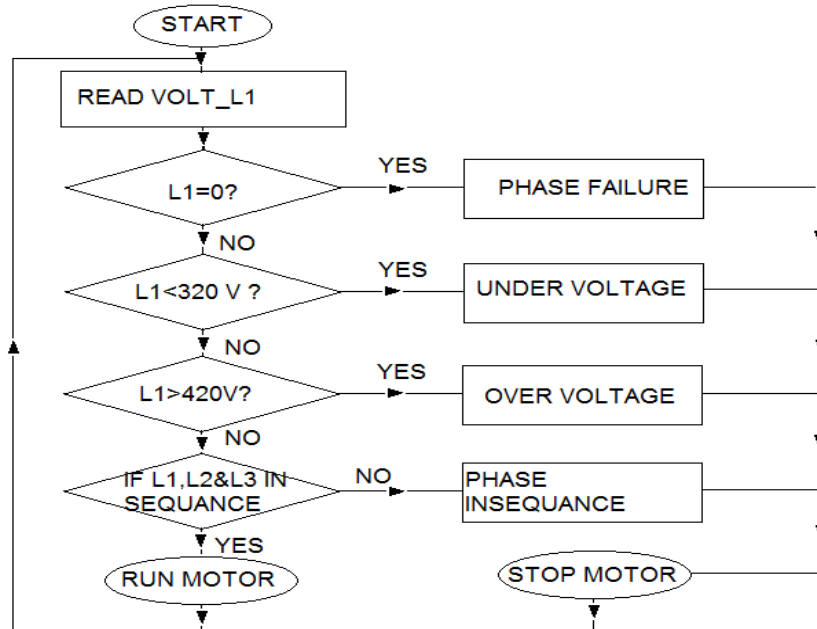 START
READ VOLT_L1
L1=0?
YES
PHASE FAILURE
NO
L1<320 V ?
YES
UNDER VOLTAGE
NO
L1>420V?
YES
OVER VOLTAGE
NO
IF L1,L2&L3 IN
SEQUANCE
NO
PHASE
INSEQUANCE
YES
RUN MOTOR
STOP MOTOR